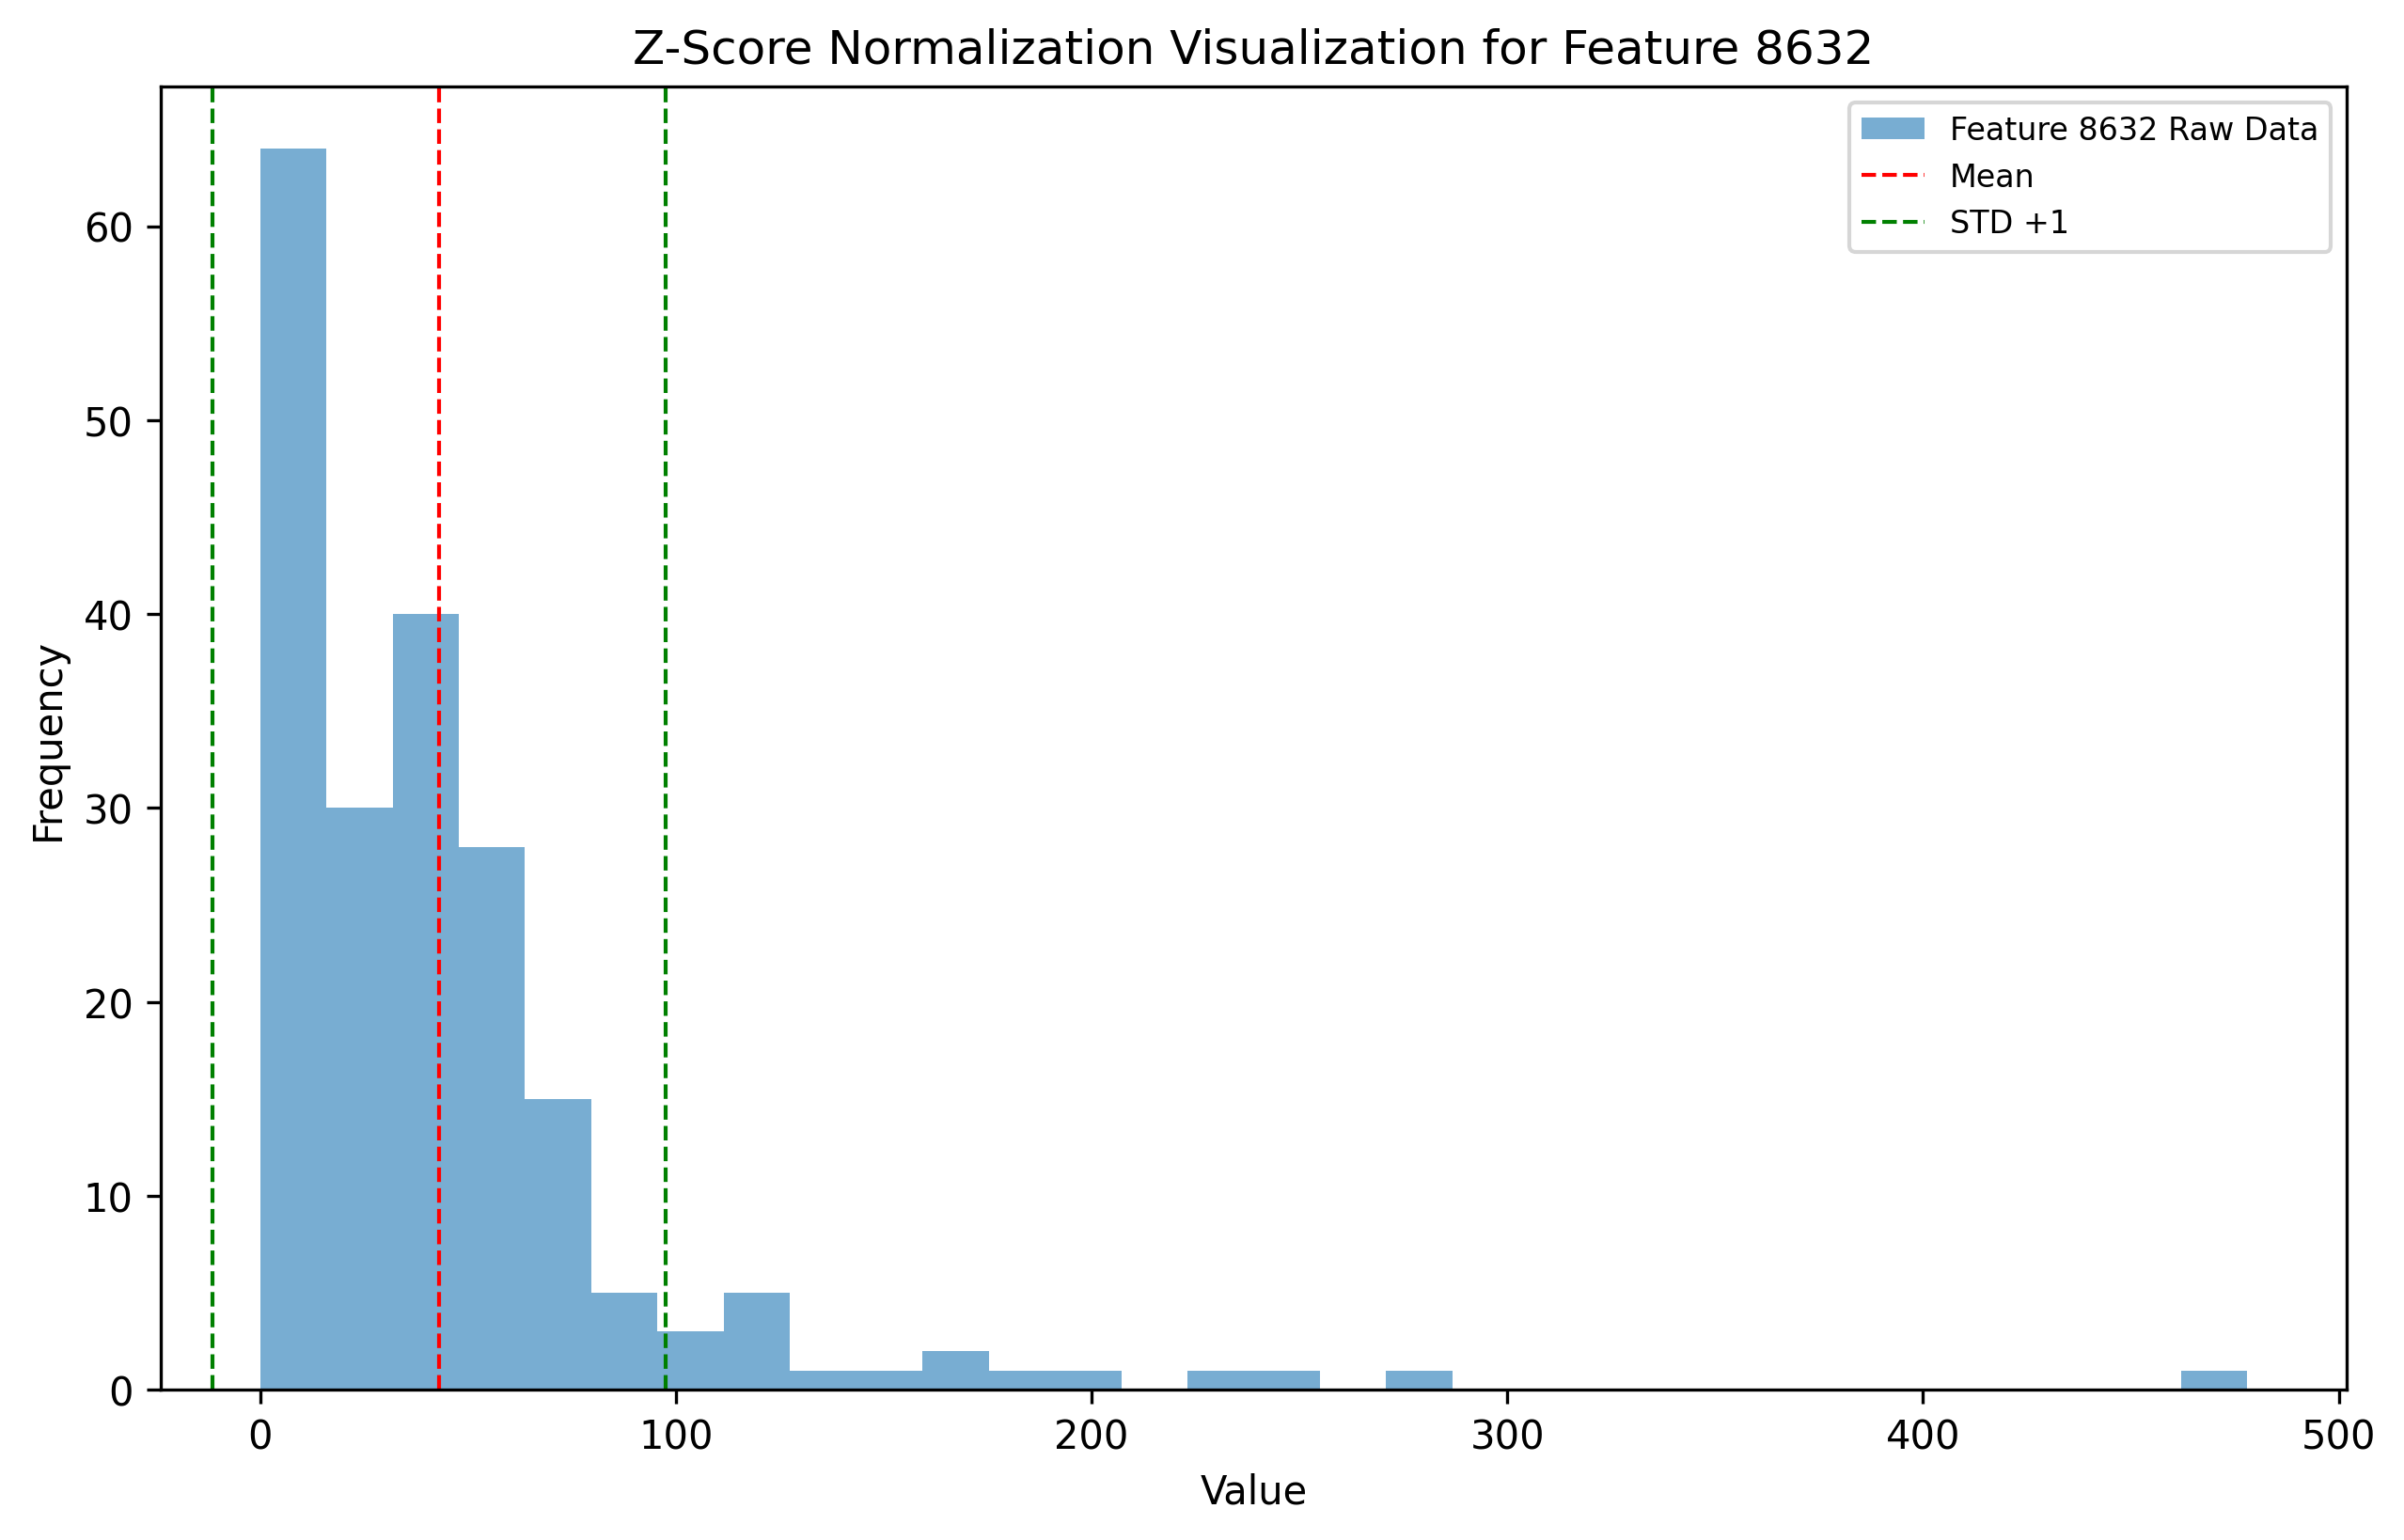 Z-Score Normalization Visualization for Feature 8632
Feature 8632 Raw Data
Mean
STD +1
60
50
40
30
20
10
0
Frequency
0 100 200 300 400 500
Value